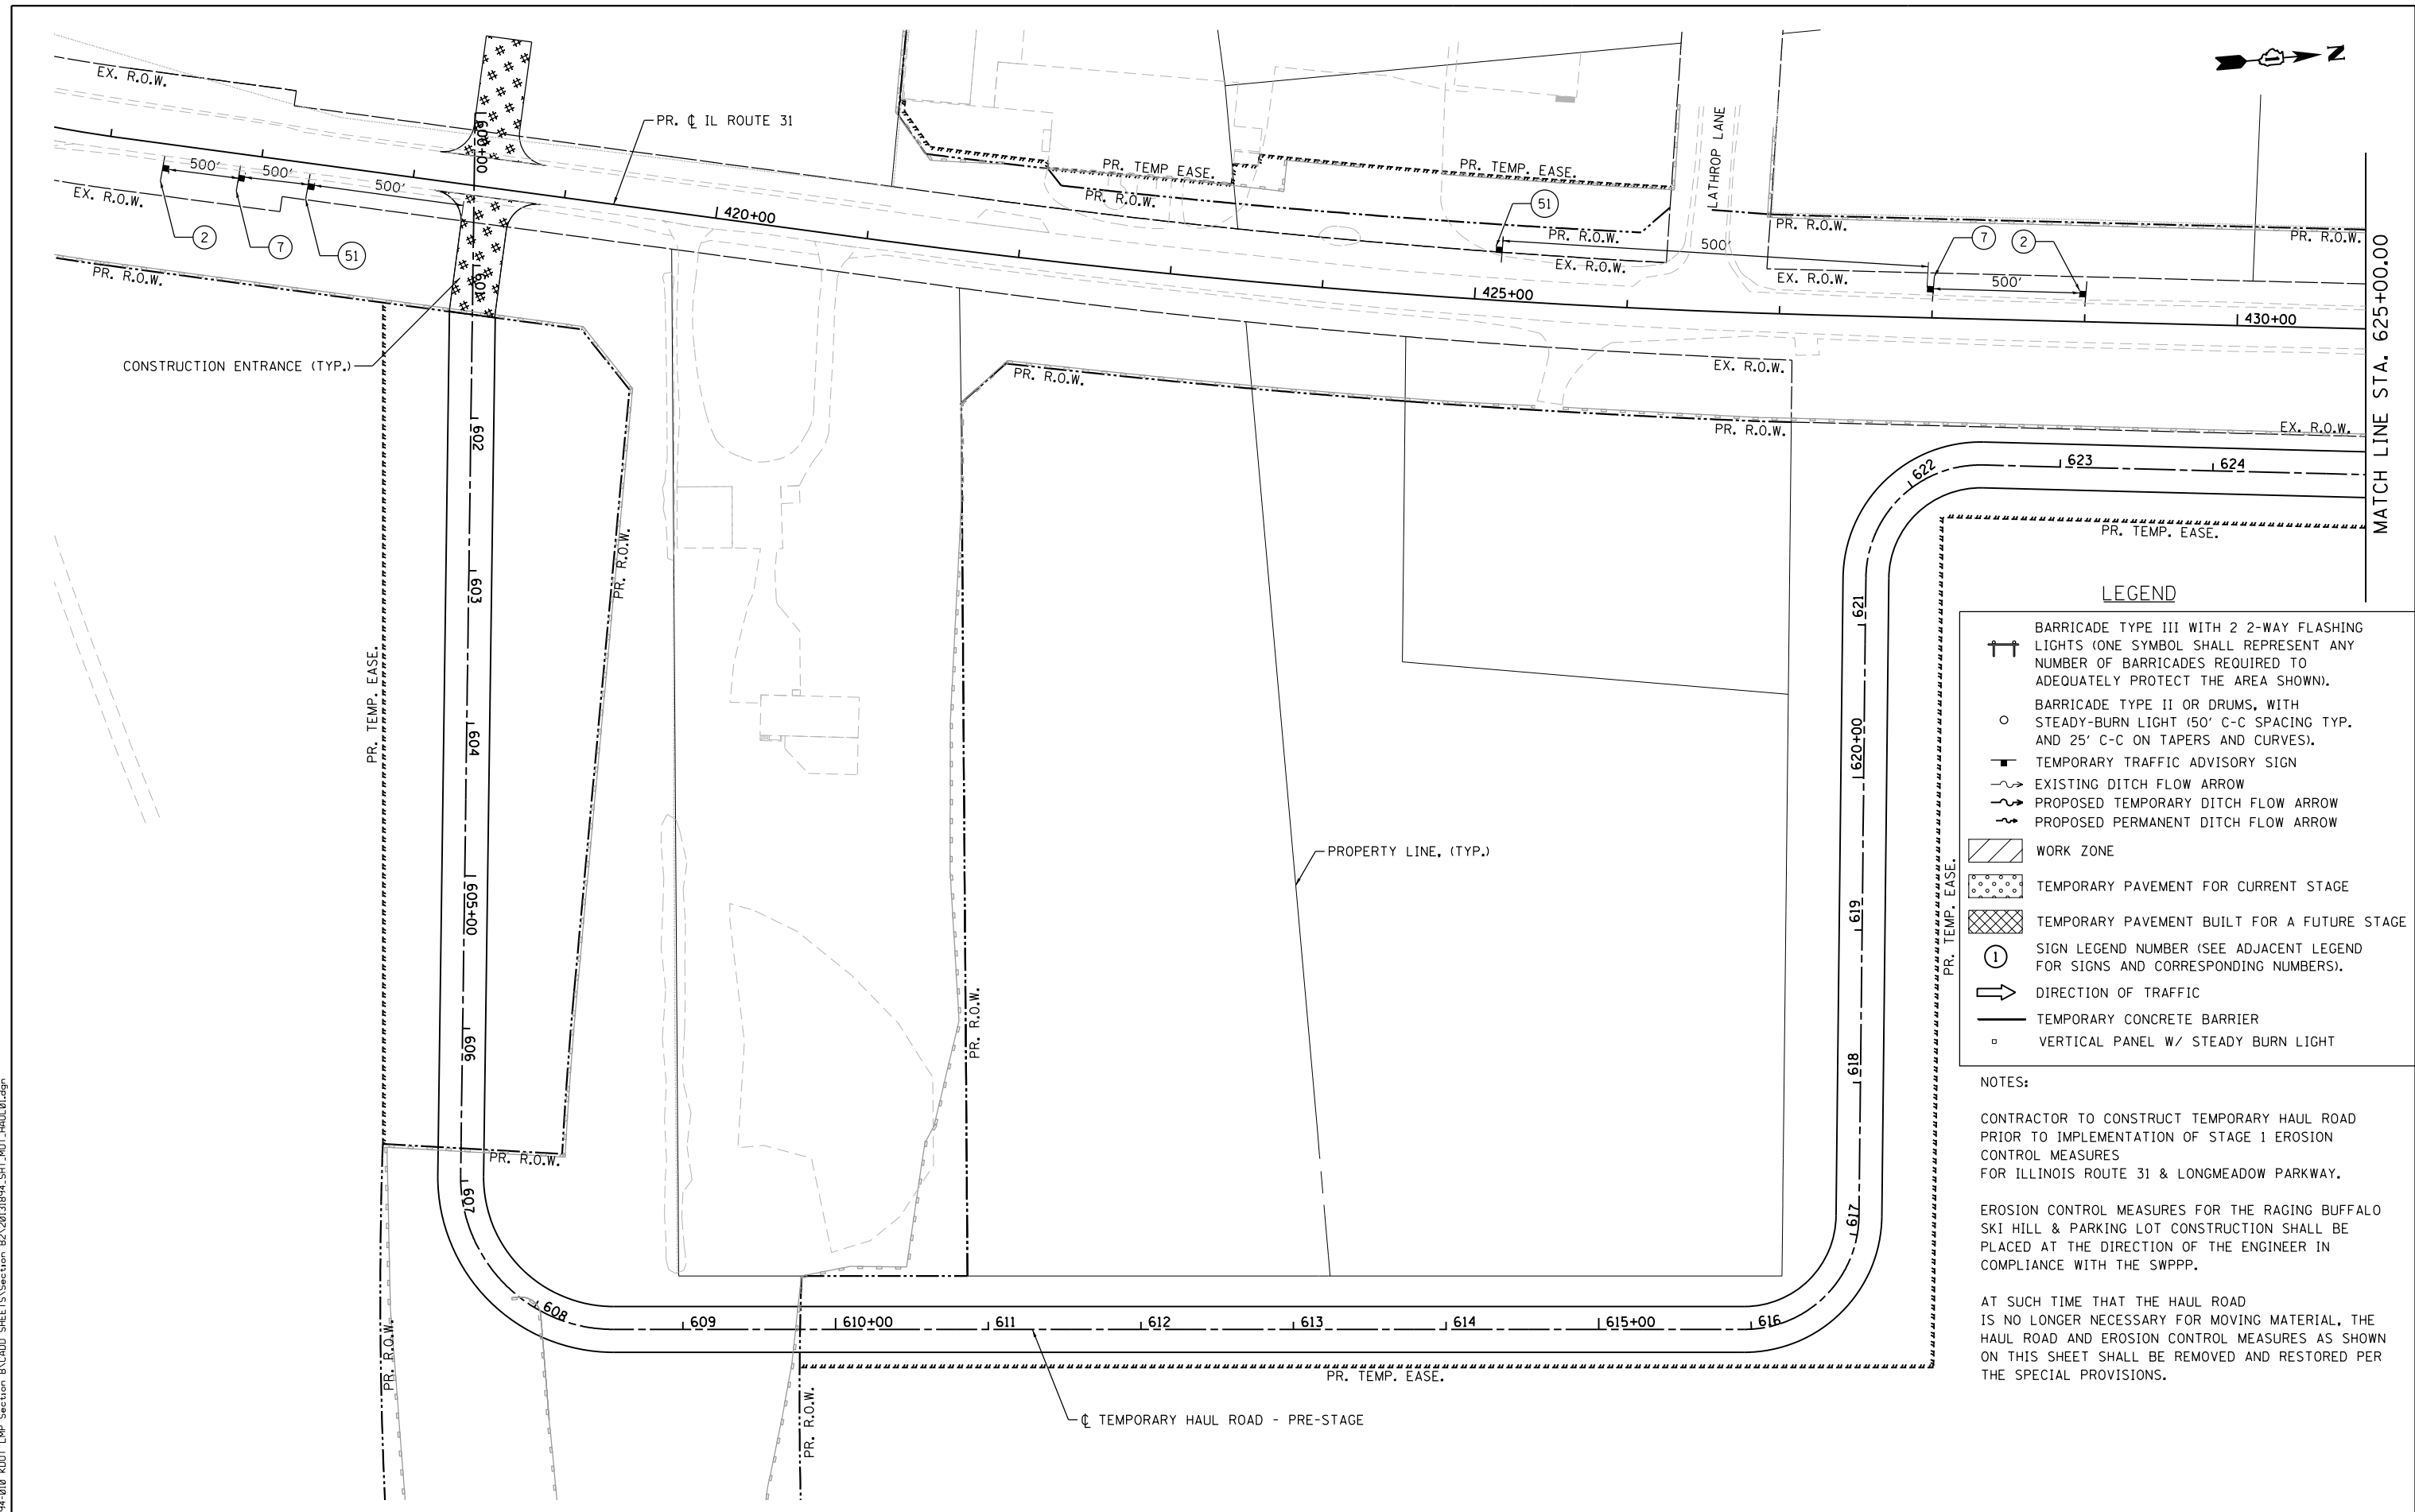 EX. R.O.W.
600+00
PR. ℄ IL ROUTE 31
N
1
500'
500'
500'
EX. R.O.W.
2
7
51
PR. R.O.W.
601
420+00
PR. TEMP EASE.
PR. R.O.W.
PR. TEMP. EASE.
51
PR. R.O.W.
EX. R.O.W.
500'
LATHROP LANE
PR. R.O.W.
EX. R.O.W.
7
2
500'
PR. R.O.W.
425+00
430+00
MATCH LINE STA. 625+00.00
CONSTRUCTION ENTRANCE (TYP.)
PR. R.O.W.
EX. R.O.W.
PR. R.O.W.
EX. R.O.W.
602
603
604
605+00
606
607
608
609
610+00
611
612
613
614
615+00
616
617
618
619
620+00
621
622
623
624
PR. TEMP. EASE.
PR. R.O.W.
PR. R.O.W.
PR. R.O.W.
PR. R.O.W.
PR. R.O.W.
PROPERTY LINE, (TYP.)
PR. TEMP. EASE.
PR. TEMP. EASE.
PR. TEMP. EASE.
℄ TEMPORARY HAUL ROAD - PRE-STAGE
LEGEND
BARRICADE TYPE III WITH 2 2-WAY FLASHING
LIGHTS (ONE SYMBOL SHALL REPRESENT ANY
NUMBER OF BARRICADES REQUIRED TO
ADEQUATELY PROTECT THE AREA SHOWN).
BARRICADE TYPE II OR DRUMS, WITH
STEADY-BURN LIGHT (50' C-C SPACING TYP.
AND 25' C-C ON TAPERS AND CURVES).
TEMPORARY TRAFFIC ADVISORY SIGN
EXISTING DITCH FLOW ARROW
PROPOSED TEMPORARY DITCH FLOW ARROW
PROPOSED PERMANENT DITCH FLOW ARROW
WORK ZONE
TEMPORARY PAVEMENT FOR CURRENT STAGE
TEMPORARY PAVEMENT BUILT FOR A FUTURE STAGE
1 SIGN LEGEND NUMBER (SEE ADJACENT LEGEND
FOR SIGNS AND CORRESPONDING NUMBERS).
DIRECTION OF TRAFFIC
TEMPORARY CONCRETE BARRIER
VERTICAL PANEL W/ STEADY BURN LIGHT
NOTES:
CONTRACTOR TO CONSTRUCT TEMPORARY HAUL ROAD
PRIOR TO IMPLEMENTATION OF STAGE 1 EROSION
CONTROL MEASURES
FOR ILLINOIS ROUTE 31 & LONGMEADOW PARKWAY.
EROSION CONTROL MEASURES FOR THE RAGING BUFFALO
SKI HILL & PARKING LOT CONSTRUCTION SHALL BE
PLACED AT THE DIRECTION OF THE ENGINEER IN
COMPLIANCE WITH THE SWPPP.
AT SUCH TIME THAT THE HAUL ROAD
IS NO LONGER NECESSARY FOR MOVING MATERIAL, THE
HAUL ROAD AND EROSION CONTROL MEASURES AS SHOWN
ON THIS SHEET SHALL BE REMOVED AND RESTORED PER
THE SPECIAL PROVISIONS.